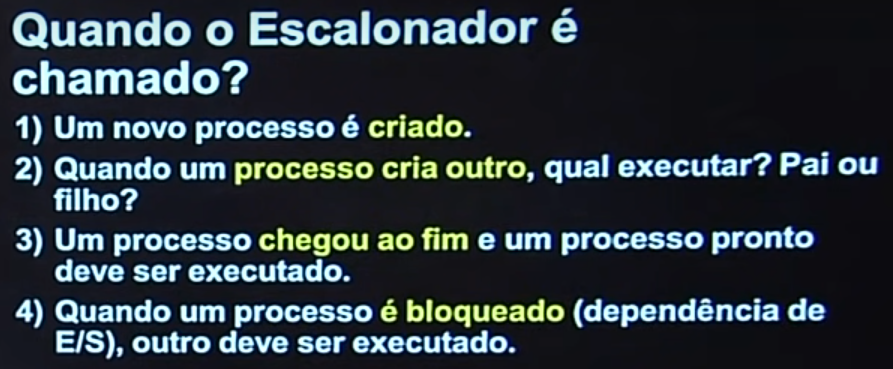 Quando o Escalonador é
chamado?
1) Um novo processo é criado.
2) Quando um processo cria outro, qual executar? Pai ou
filho?
3) Um processo chegou ao fim e um processo pronto
deve ser executado.
4) Quando um processo é bloqueado (dependência de
E/S), outro deve ser executado.